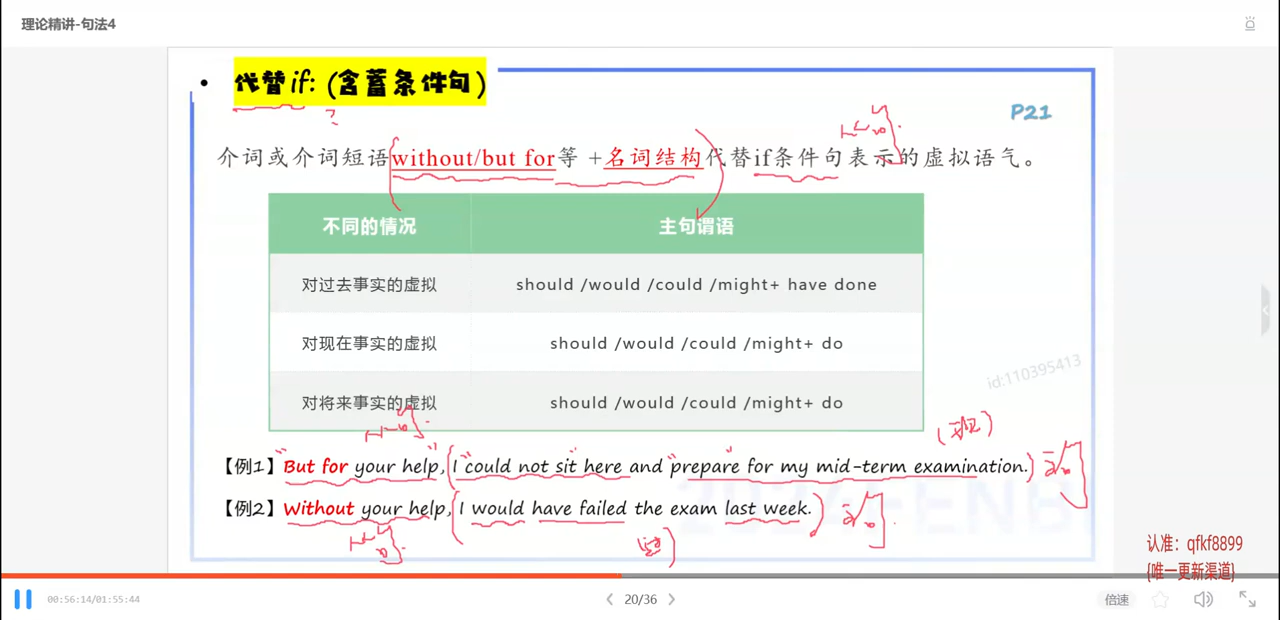 理论精讲-句法4
• 代替if: (含蓄条件句)
P21
介词或介词短语without/but for等 +名词结构代替if条件句表示的虚拟语气。
不同的情况 主句谓语
对过去事实的虚拟 should /would /could /might+ have done
对现在事实的虚拟 should /would /could /might+ do
id:110395413
对将来事实的虚拟 should /would /could /might+ do
(现)
【例1】But for your help, I could not sit here and prepare for my mid-term examination.
【例2】Without your help, I would have failed the exam last week.
认准：qfkf8899
{唯一更新渠道}
00:56:14/01:55:44
20/36
倍速